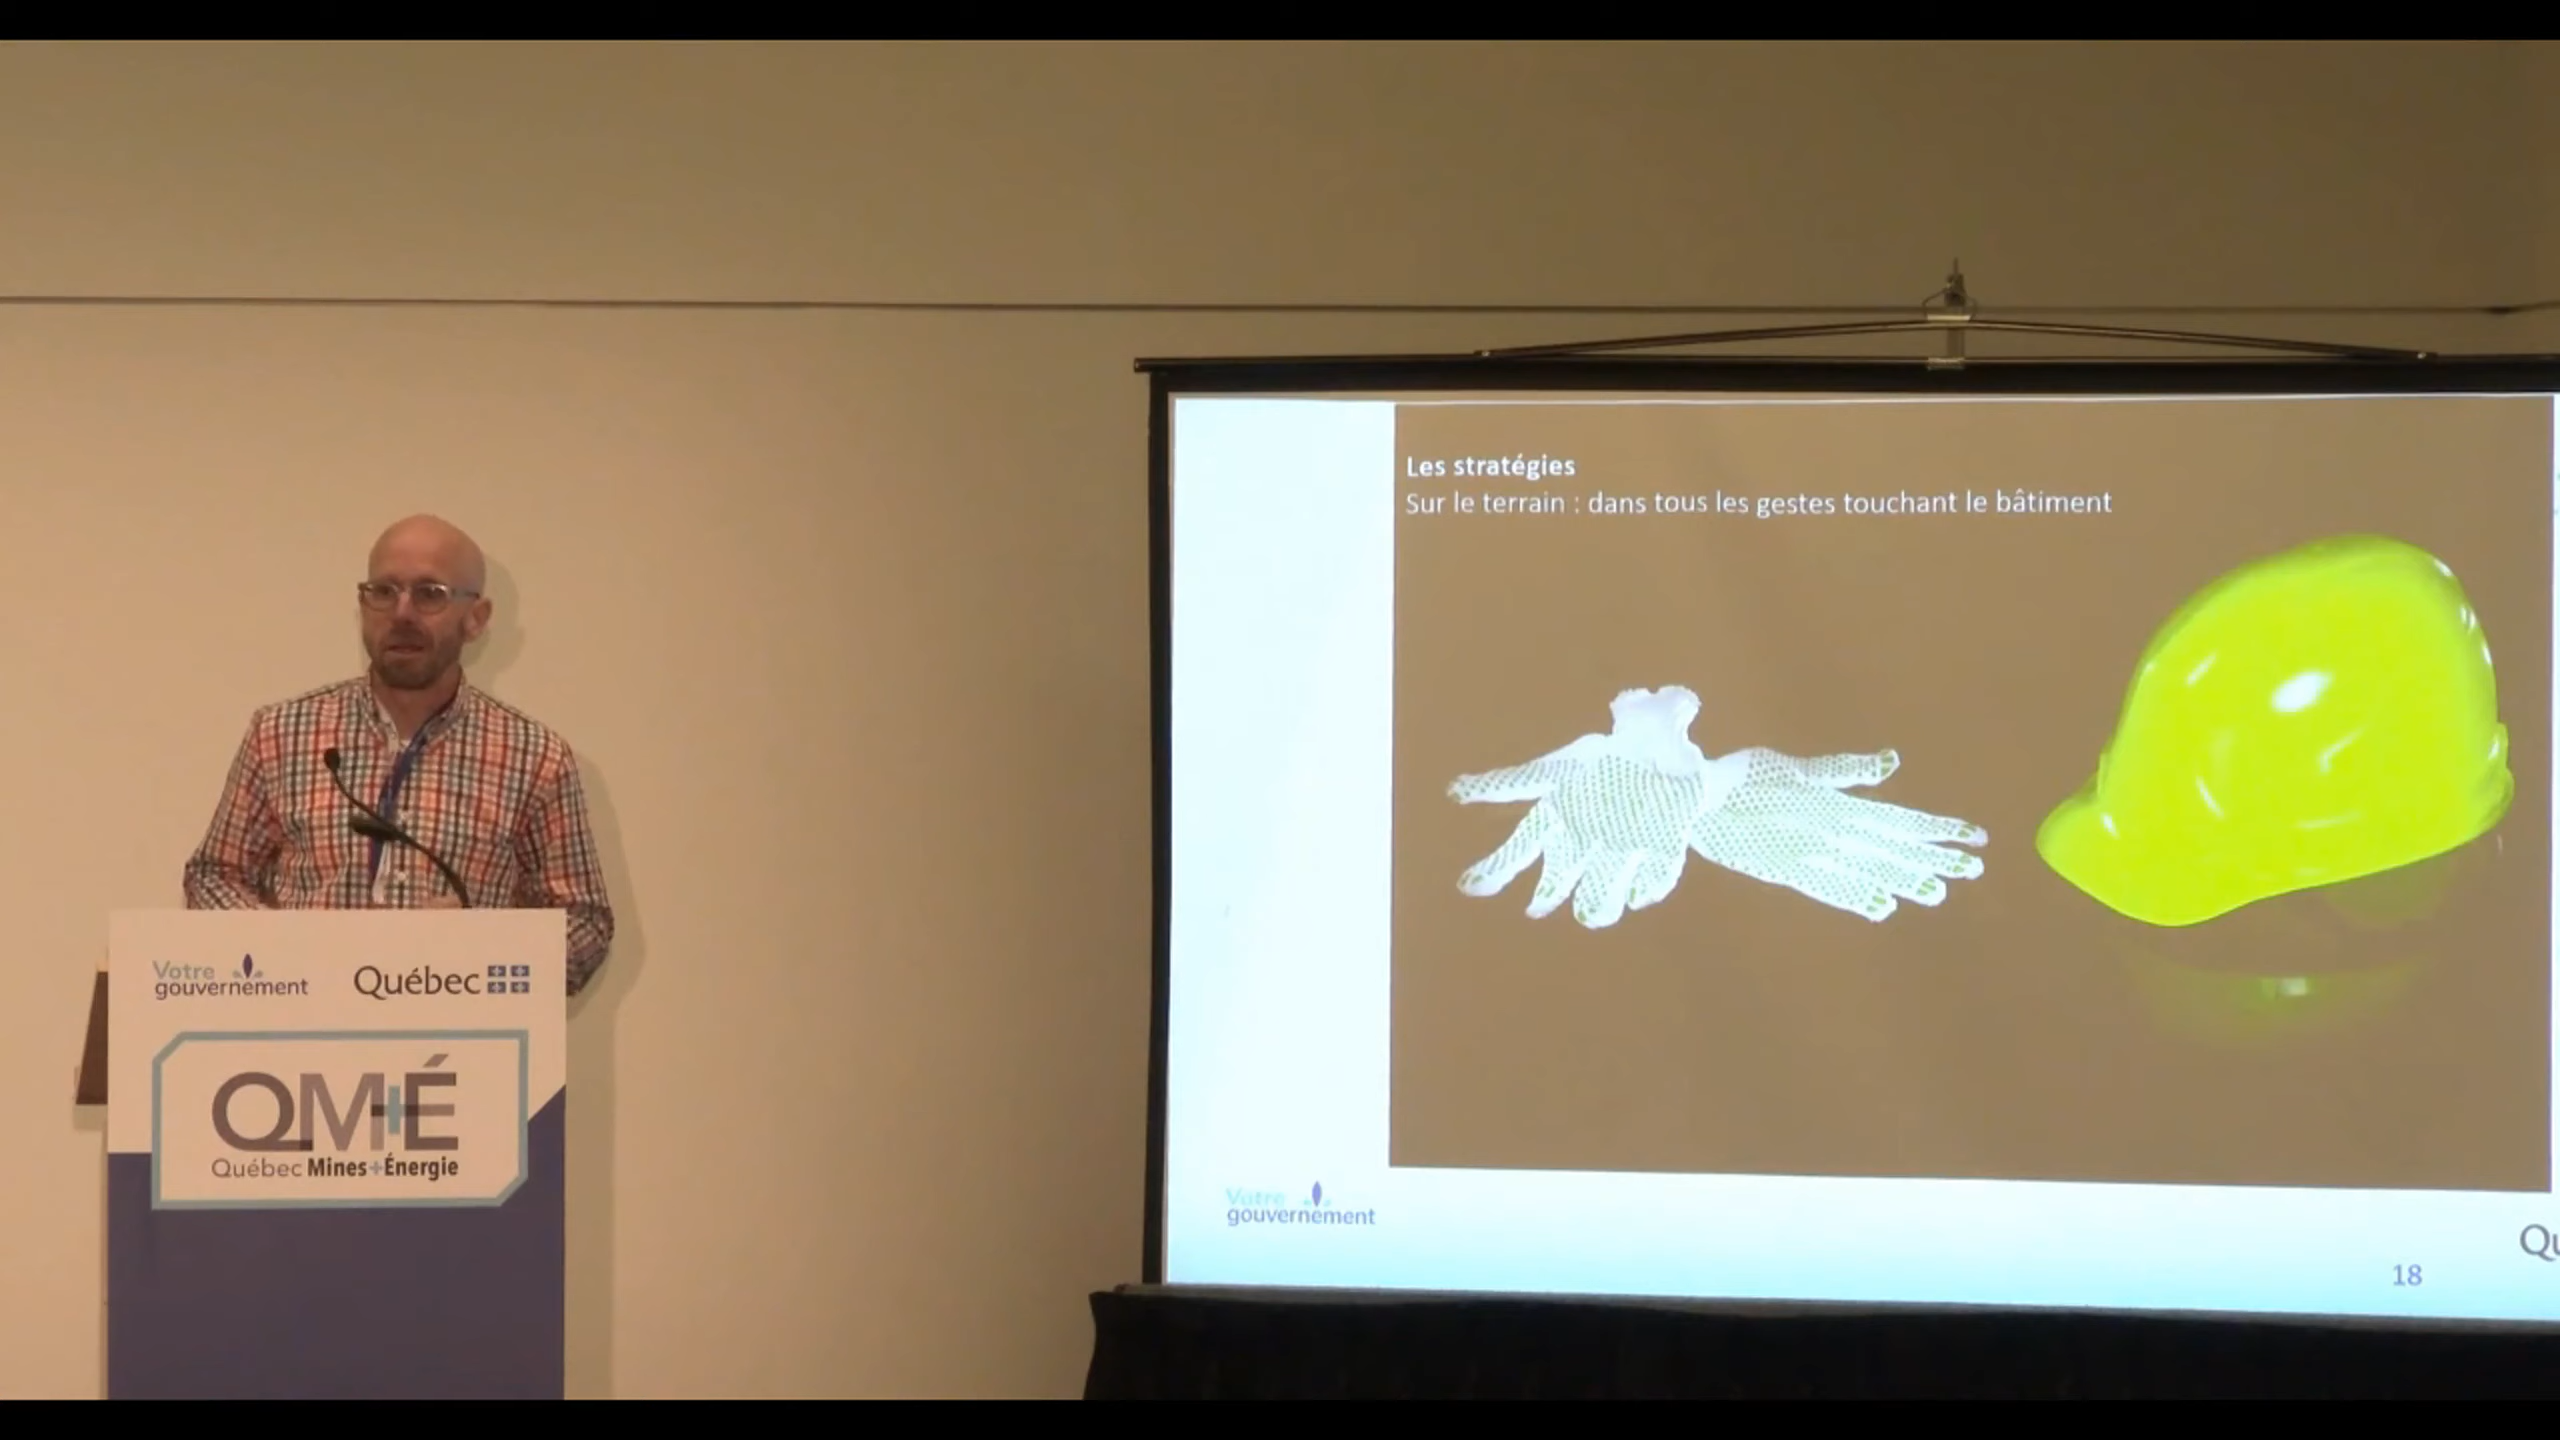 Les stratégies
Sur le terrain : dans tous les gestes touchant le bâtiment
Votre
gouvernement
Québec
QM+É
Québec Mines+Énergie
Votre
gouvernement
18